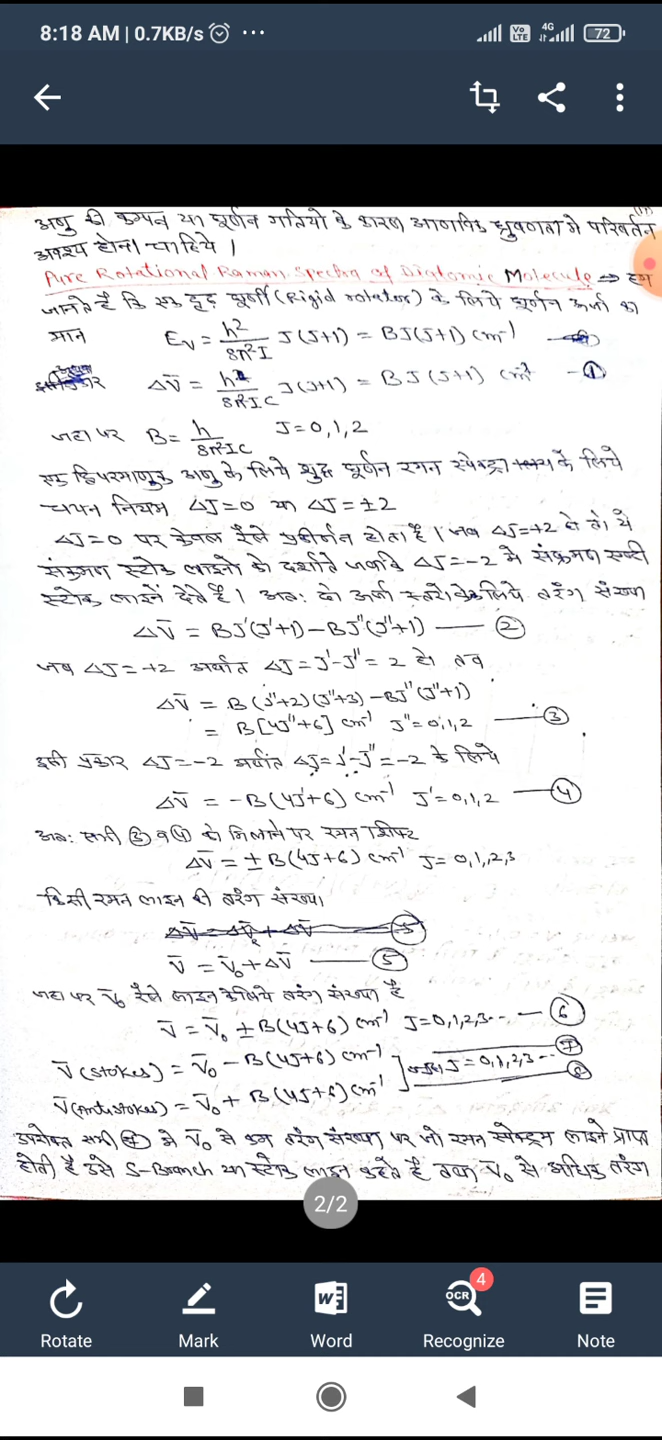 8:18 AM | 0.7KB/s ...
Vo LTE 4G 72
अणु की कम्पन या घूर्णन गतियो के कारण आणविक ध्रुवणता मे परिवर्तन
अवश्य होना चाहिये ।
Pure Rotational Raman Spectra of Diatomic Molecule ⇒ हम
जानते है कि एक दृढ़ घूर्णी (Rigid rotator) के लिये घूर्णन ऊर्जा का
मान Eν = h²/8π²I J(J+1) = BJ(J+1) cm⁻¹
Δν̄ = h/8π²IC J(J+1) = BJ(J+1) cm⁻¹ – ①
जहा पर B = h/8π²IC J=0,1,2
एक द्विपरमाणुक अणु के लिये शुद्ध घूर्णन रमन स्पेक्ट्रा के लिये
चयन नियम ΔJ=0 या ΔJ=±2
ΔJ=0 पर केवल रैले प्रकीर्णन होता है । जब ΔJ=+2 हो तो ये
संक्रमण स्टोक लाइनो को दर्शाते जबकि ΔJ=-2 मे संक्रमण एन्टी
स्टोक लाइनें देते है । अतः दो ऊर्जा स्तरो के लिये तरंग संख्या
Δν̄ = BJ'(J'+1) – BJ"(J"+1) — ②
जब ΔJ=+2 अर्थात ΔJ=J'-J"=2 हो तब
Δν̄ = B(J"+2)(J"+3) – BJ"(J"+1)
= B[4J"+6] cm⁻¹ J"=0,1,2 — ③
इसी प्रकार ΔJ=-2 अर्थात ΔJ=J'-J"=-2 के लिये
Δν̄ = -B(4J'+6) cm⁻¹ J'=0,1,2 — ④
अतः समी ③ व ④ को मिलाने पर रमन शिफ्ट
Δν̄ = ±B(4J+6) cm⁻¹ J=0,1,2,3
किसी रमन लाइन की तरंग संख्या
ν̄ = ν̄₀ + Δν̄ — ⑤
जहा पर ν̄₀ रैले लाइन के लिये तरंग संख्या है
ν̄ = ν̄₀ ± B(4J+6) cm⁻¹ J=0,1,2,3-- — ⑥
ν̄(stokes) = ν̄₀ – B(4J+6) cm⁻¹ — ⑦
जहा J=0,1,2,3--
ν̄(Antistokes) = ν̄₀ + B(4J+6) cm⁻¹ — ⑧
उपरोक्त समी ⑦ मे ν̄₀ से कम तरंग संख्या पर जो रमन स्पेक्ट्रम लाइने प्राप्त
होती है उसे S-Branch या स्टोक लाइन कहते है तथा ν̄₀ से अधिक तरंग
2/2
Rotate Mark Word Recognize Note
W OCR 4